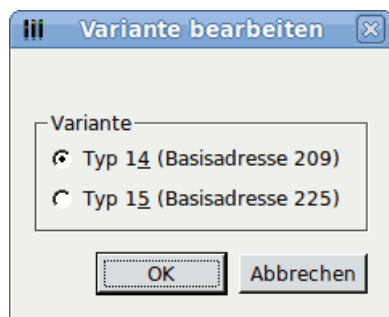 Variante bearbeiten
Variante
Typ 14 (Basisadresse 209)
Typ 15 (Basisadresse 225)
OK
Abbrechen